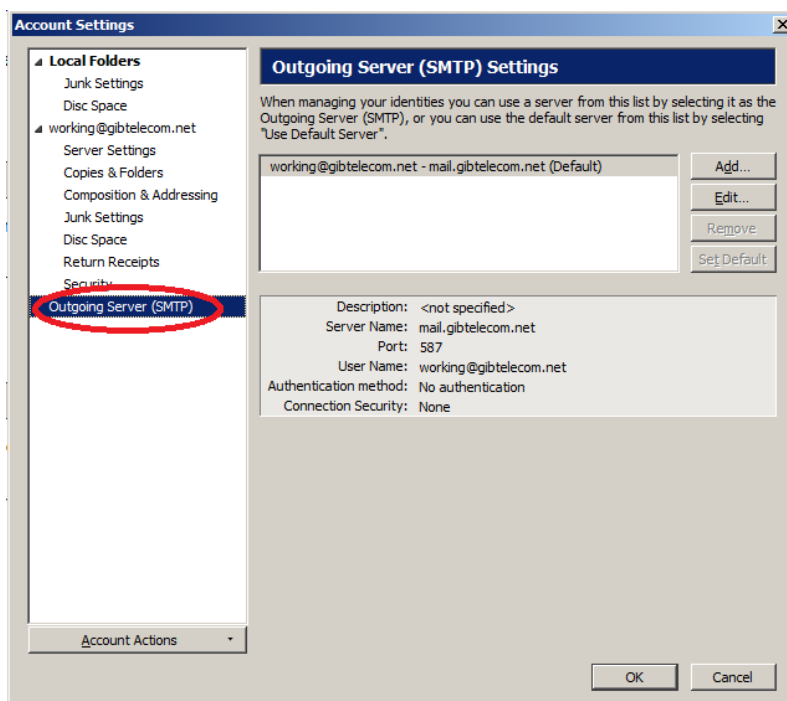 Account Settings
Local Folders
Junk Settings
Disc Space
working@gibtelecom.net
Server Settings
Copies & Folders
Composition & Addressing
Junk Settings
Disc Space
Return Receipts
Security
Outgoing Server (SMTP)
Account Actions
Outgoing Server (SMTP) Settings
When managing your identities you can use a server from this list by selecting it as the
Outgoing Server (SMTP), or you can use the default server from this list by selecting
"Use Default Server".
working@gibtelecom.net - mail.gibtelecom.net (Default)
Add...
Edit...
Remove
Set Default
Description: <not specified>
Server Name: mail.gibtelecom.net
Port: 587
User Name: working@gibtelecom.net
Authentication method: No authentication
Connection Security: None
OK
Cancel